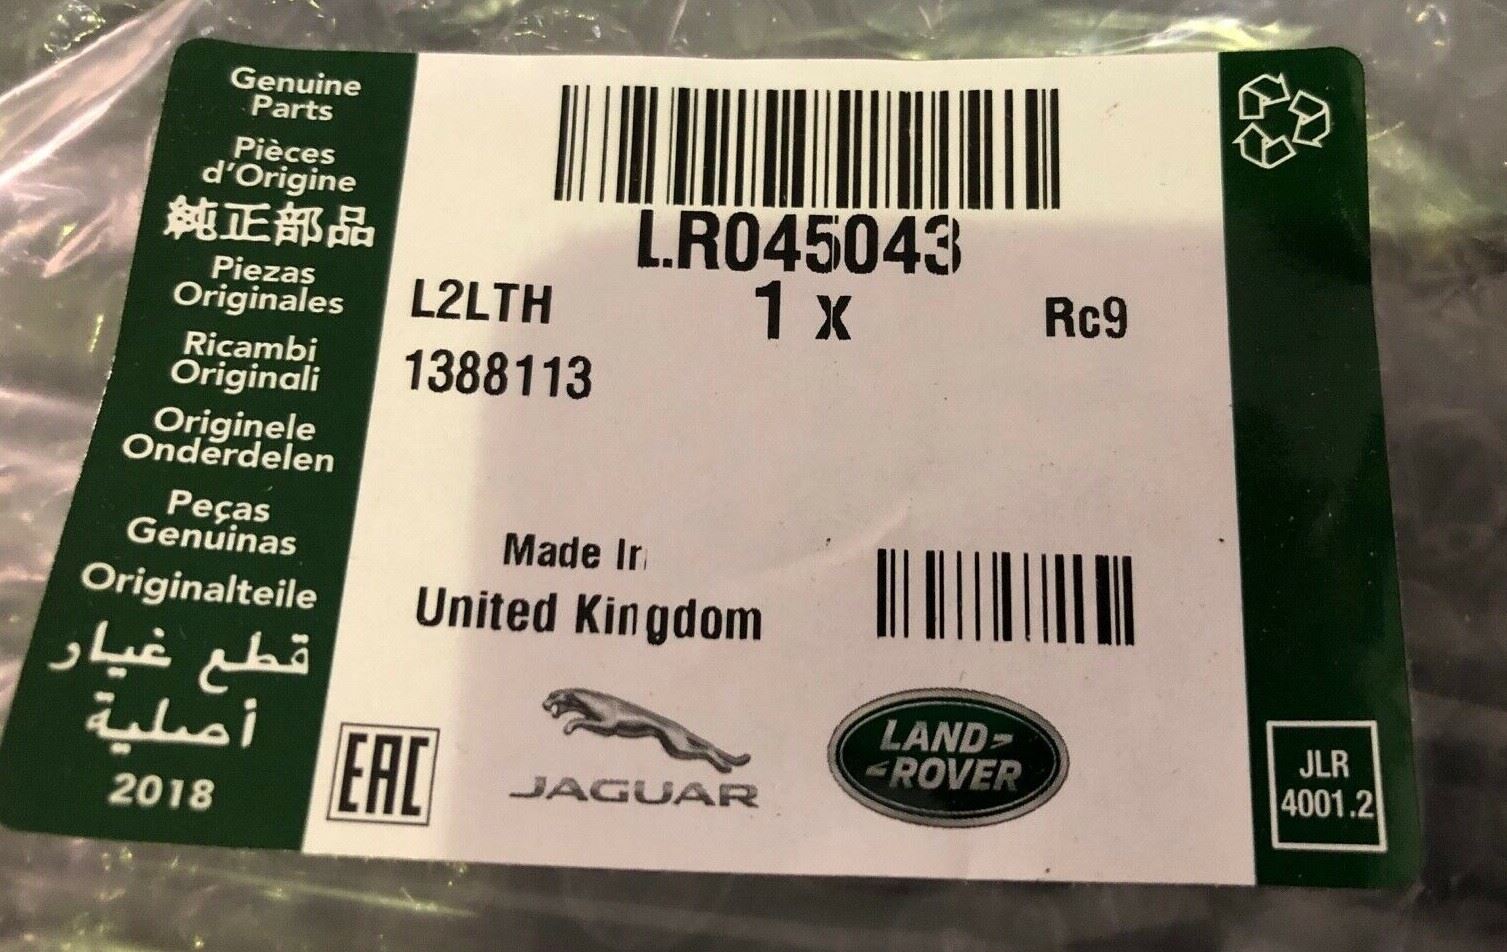 Genuine
Parts
Pièces
d'Origine
純正部品
Piezas
Originales
Ricambi
Originali
Originele
Onderdelen
Peças
Genuinas
Originalteile
قطع غيار
أصلية
2018
LR045043
L2LTH
1 x
Rc9
1388113
Made In
United Kingdom
EAC
JAGUAR
LAND-
-ROVER
JLR
4001.2